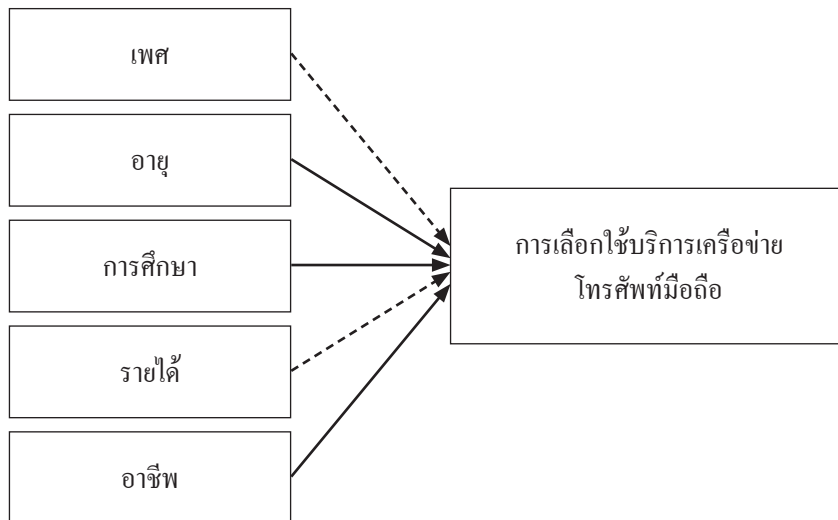 เพศ
อายุ
การศึกษา
รายได้
อาชีพ
การเลือกใช้บริการเครือข่าย
โทรศัพท์มือถือ